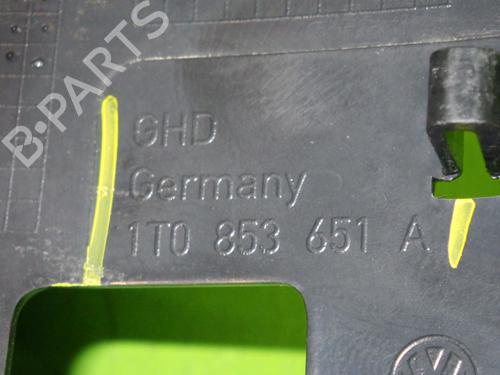 B-PARTS
GHD
Germany
1T0 853 651 A